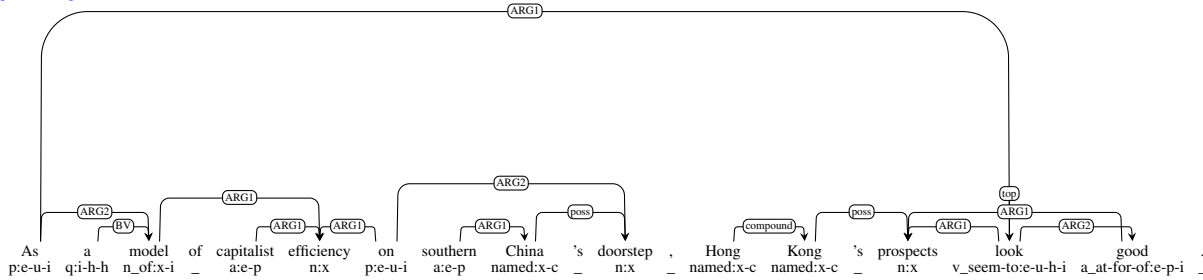 ARG1
top
ARG2 BV ARG1 ARG1 ARG1 ARG2 ARG1 poss compound poss ARG1 ARG1 ARG2
As a model of capitalist efficiency on southern China 's doorstep , Hong Kong 's prospects look good
p:e-u-i q:i-h-h n_of:x-i _ a:e-p n:x p:e-u-i a:e-p named:x-c _ n:x _ named:x-c named:x-c _ n:x v_seem-to:e-u-h-i a_at-for-of:e-p-i